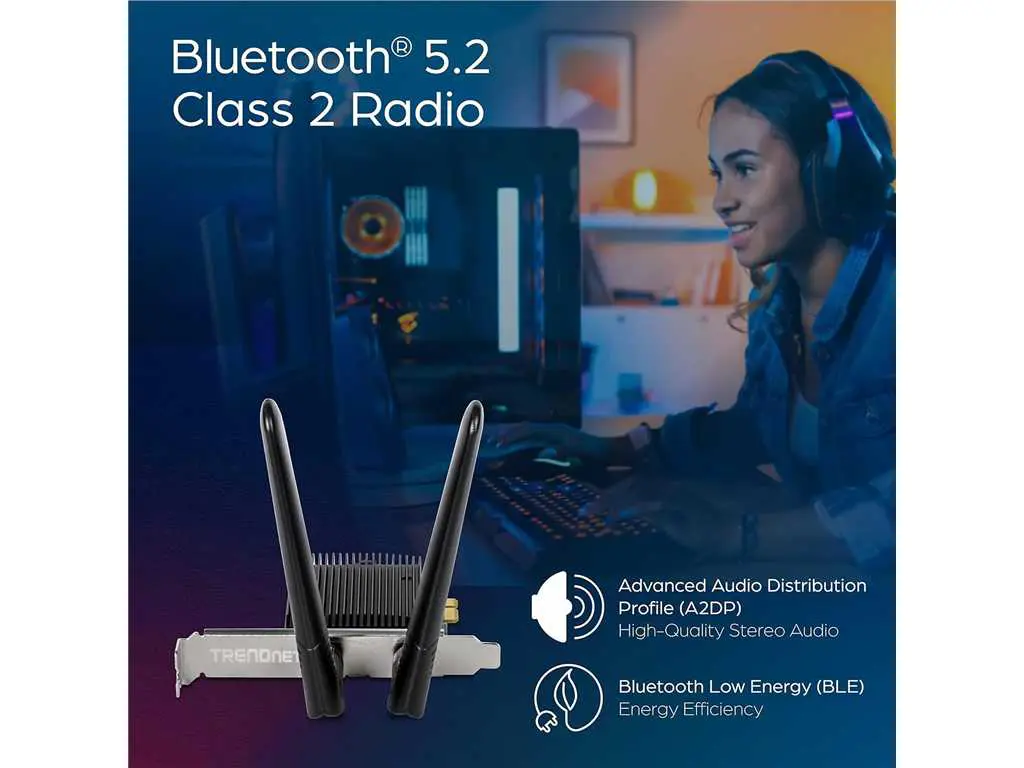 Bluetooth® 5.2
Class 2 Radio
Advanced Audio Distribution
Profile (A2DP)
High-Quality Stereo Audio
Bluetooth Low Energy (BLE)
Energy Efficiency
TRENDNET